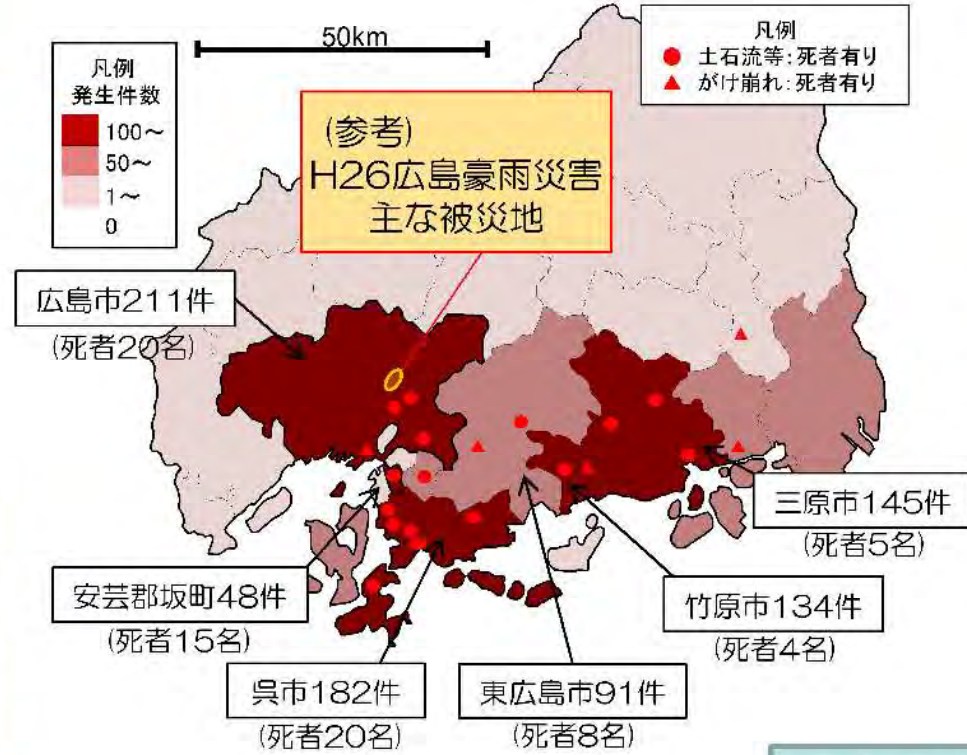 50km
凡例
発生件数
100～
50～
1～
0
凡例
土石流等：死者有り
がけ崩れ：死者有り
(参考)
H26広島豪雨災害
主な被災地
広島市211件
(死者20名)
三原市145件
(死者5名)
安芸郡坂町48件
(死者15名)
竹原市134件
(死者4名)
呉市182件
(死者20名)
東広島市91件
(死者8名)